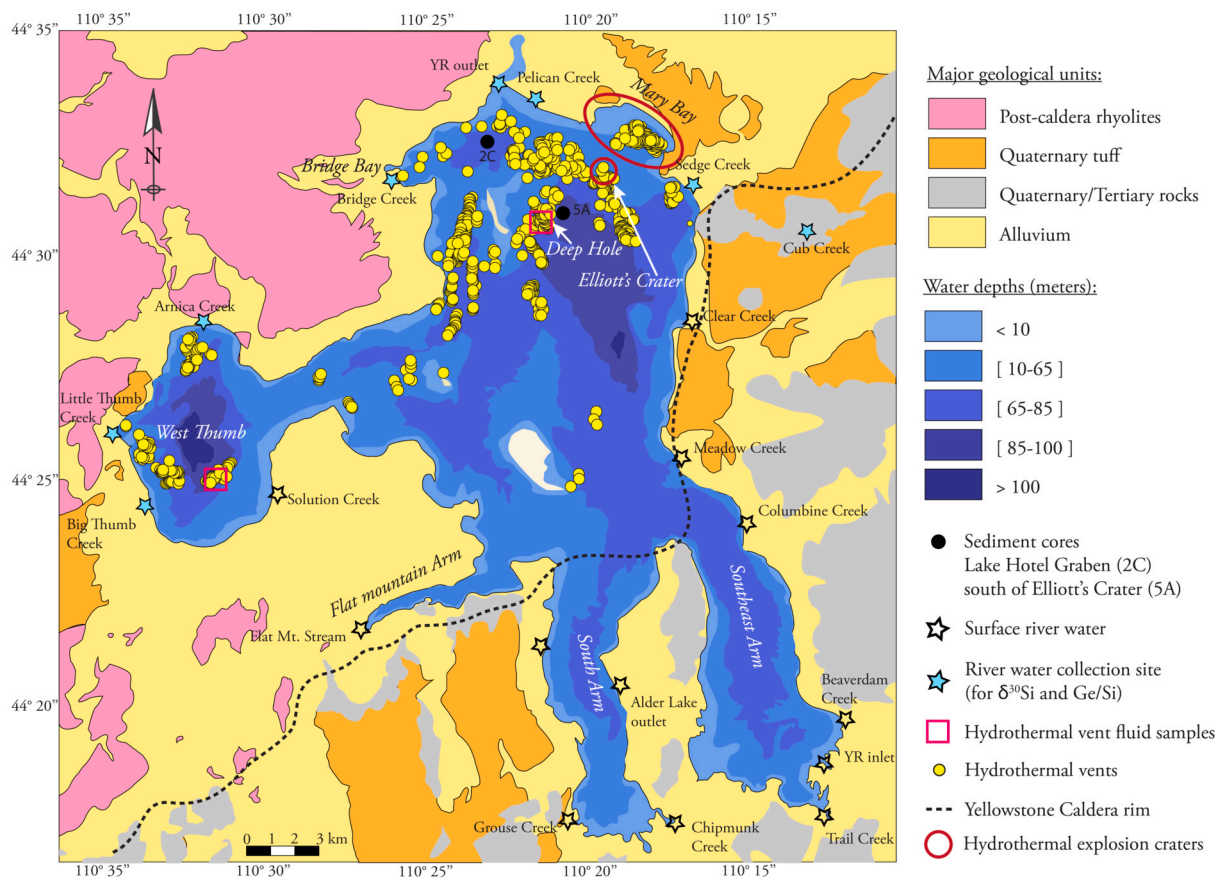 110° 35” 110° 30” 110° 25” 110° 20” 110° 15”
44° 35”
44° 30”
44° 25”
44° 20”
N
YR outlet
Pelican Creek
Mary Bay
2C
Bridge Bay
Bridge Creek
Sedge Creek
5A
Deep Hole
Cub Creek
Elliott’s Crater
Arnica Creek
Clear Creek
Little Thumb
Creek
West Thumb
Meadow Creek
Solution Creek
Big Thumb
Creek
Columbine Creek
Flat mountain Arm
Flat Mt. Stream
Southeast Arm
South Arm
Alder Lake
outlet
Beaverdam
Creek
YR inlet
Grouse Creek
Chipmunk
Creek
Trail Creek
0 1 2 3 km
110° 35” 110° 30” 110° 25” 110° 20” 110° 15”
Major geological units:
Post-caldera rhyolites
Quaternary tuff
Quaternary/Tertiary rocks
Alluvium
Water depths (meters):
< 10
[ 10-65 ]
[ 65-85 ]
[ 85-100 ]
> 100
Sediment cores
Lake Hotel Graben (2C)
south of Elliott’s Crater (5A)
Surface river water
River water collection site
(for δ³⁰Si and Ge/Si)
Hydrothermal vent fluid samples
Hydrothermal vents
Yellowstone Caldera rim
Hydrothermal explosion craters